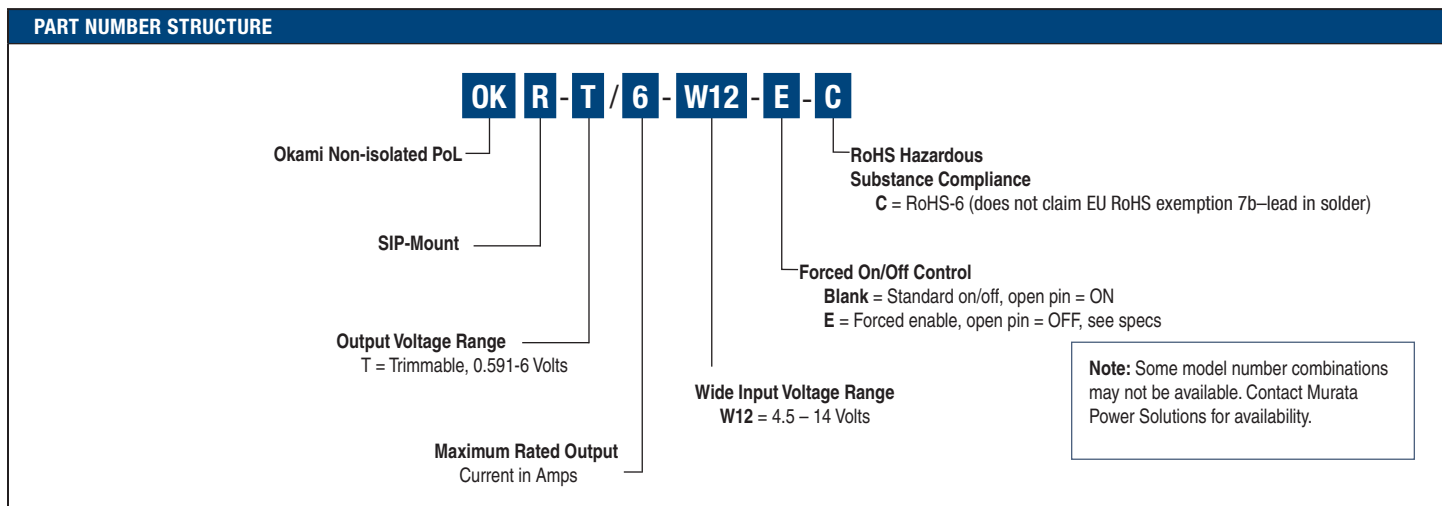 PART NUMBER STRUCTURE
OK R - T / 6 - W12 - E - C
Okami Non-isolated PoL
RoHS Hazardous
Substance Compliance
C = RoHS-6 (does not claim EU RoHS exemption 7b–lead in solder)
SIP-Mount
Forced On/Off Control
Blank = Standard on/off, open pin = ON
E = Forced enable, open pin = OFF, see specs
Output Voltage Range
T = Trimmable, 0.591-6 Volts
Wide Input Voltage Range
W12 = 4.5 – 14 Volts
Note: Some model number combinations
may not be available. Contact Murata
Power Solutions for availability.
Maximum Rated Output
Current in Amps